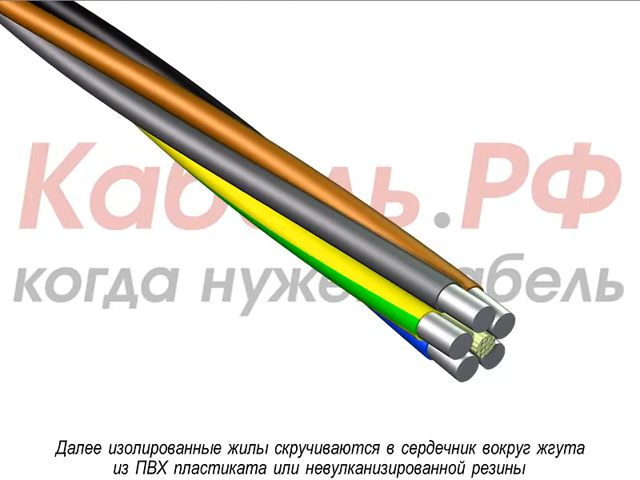 Кабель.РФ
когда нужен кабель
Далее изолированные жилы скручиваются в сердечник вокруг жгута
из ПВХ пластиката или невулканизированной резины